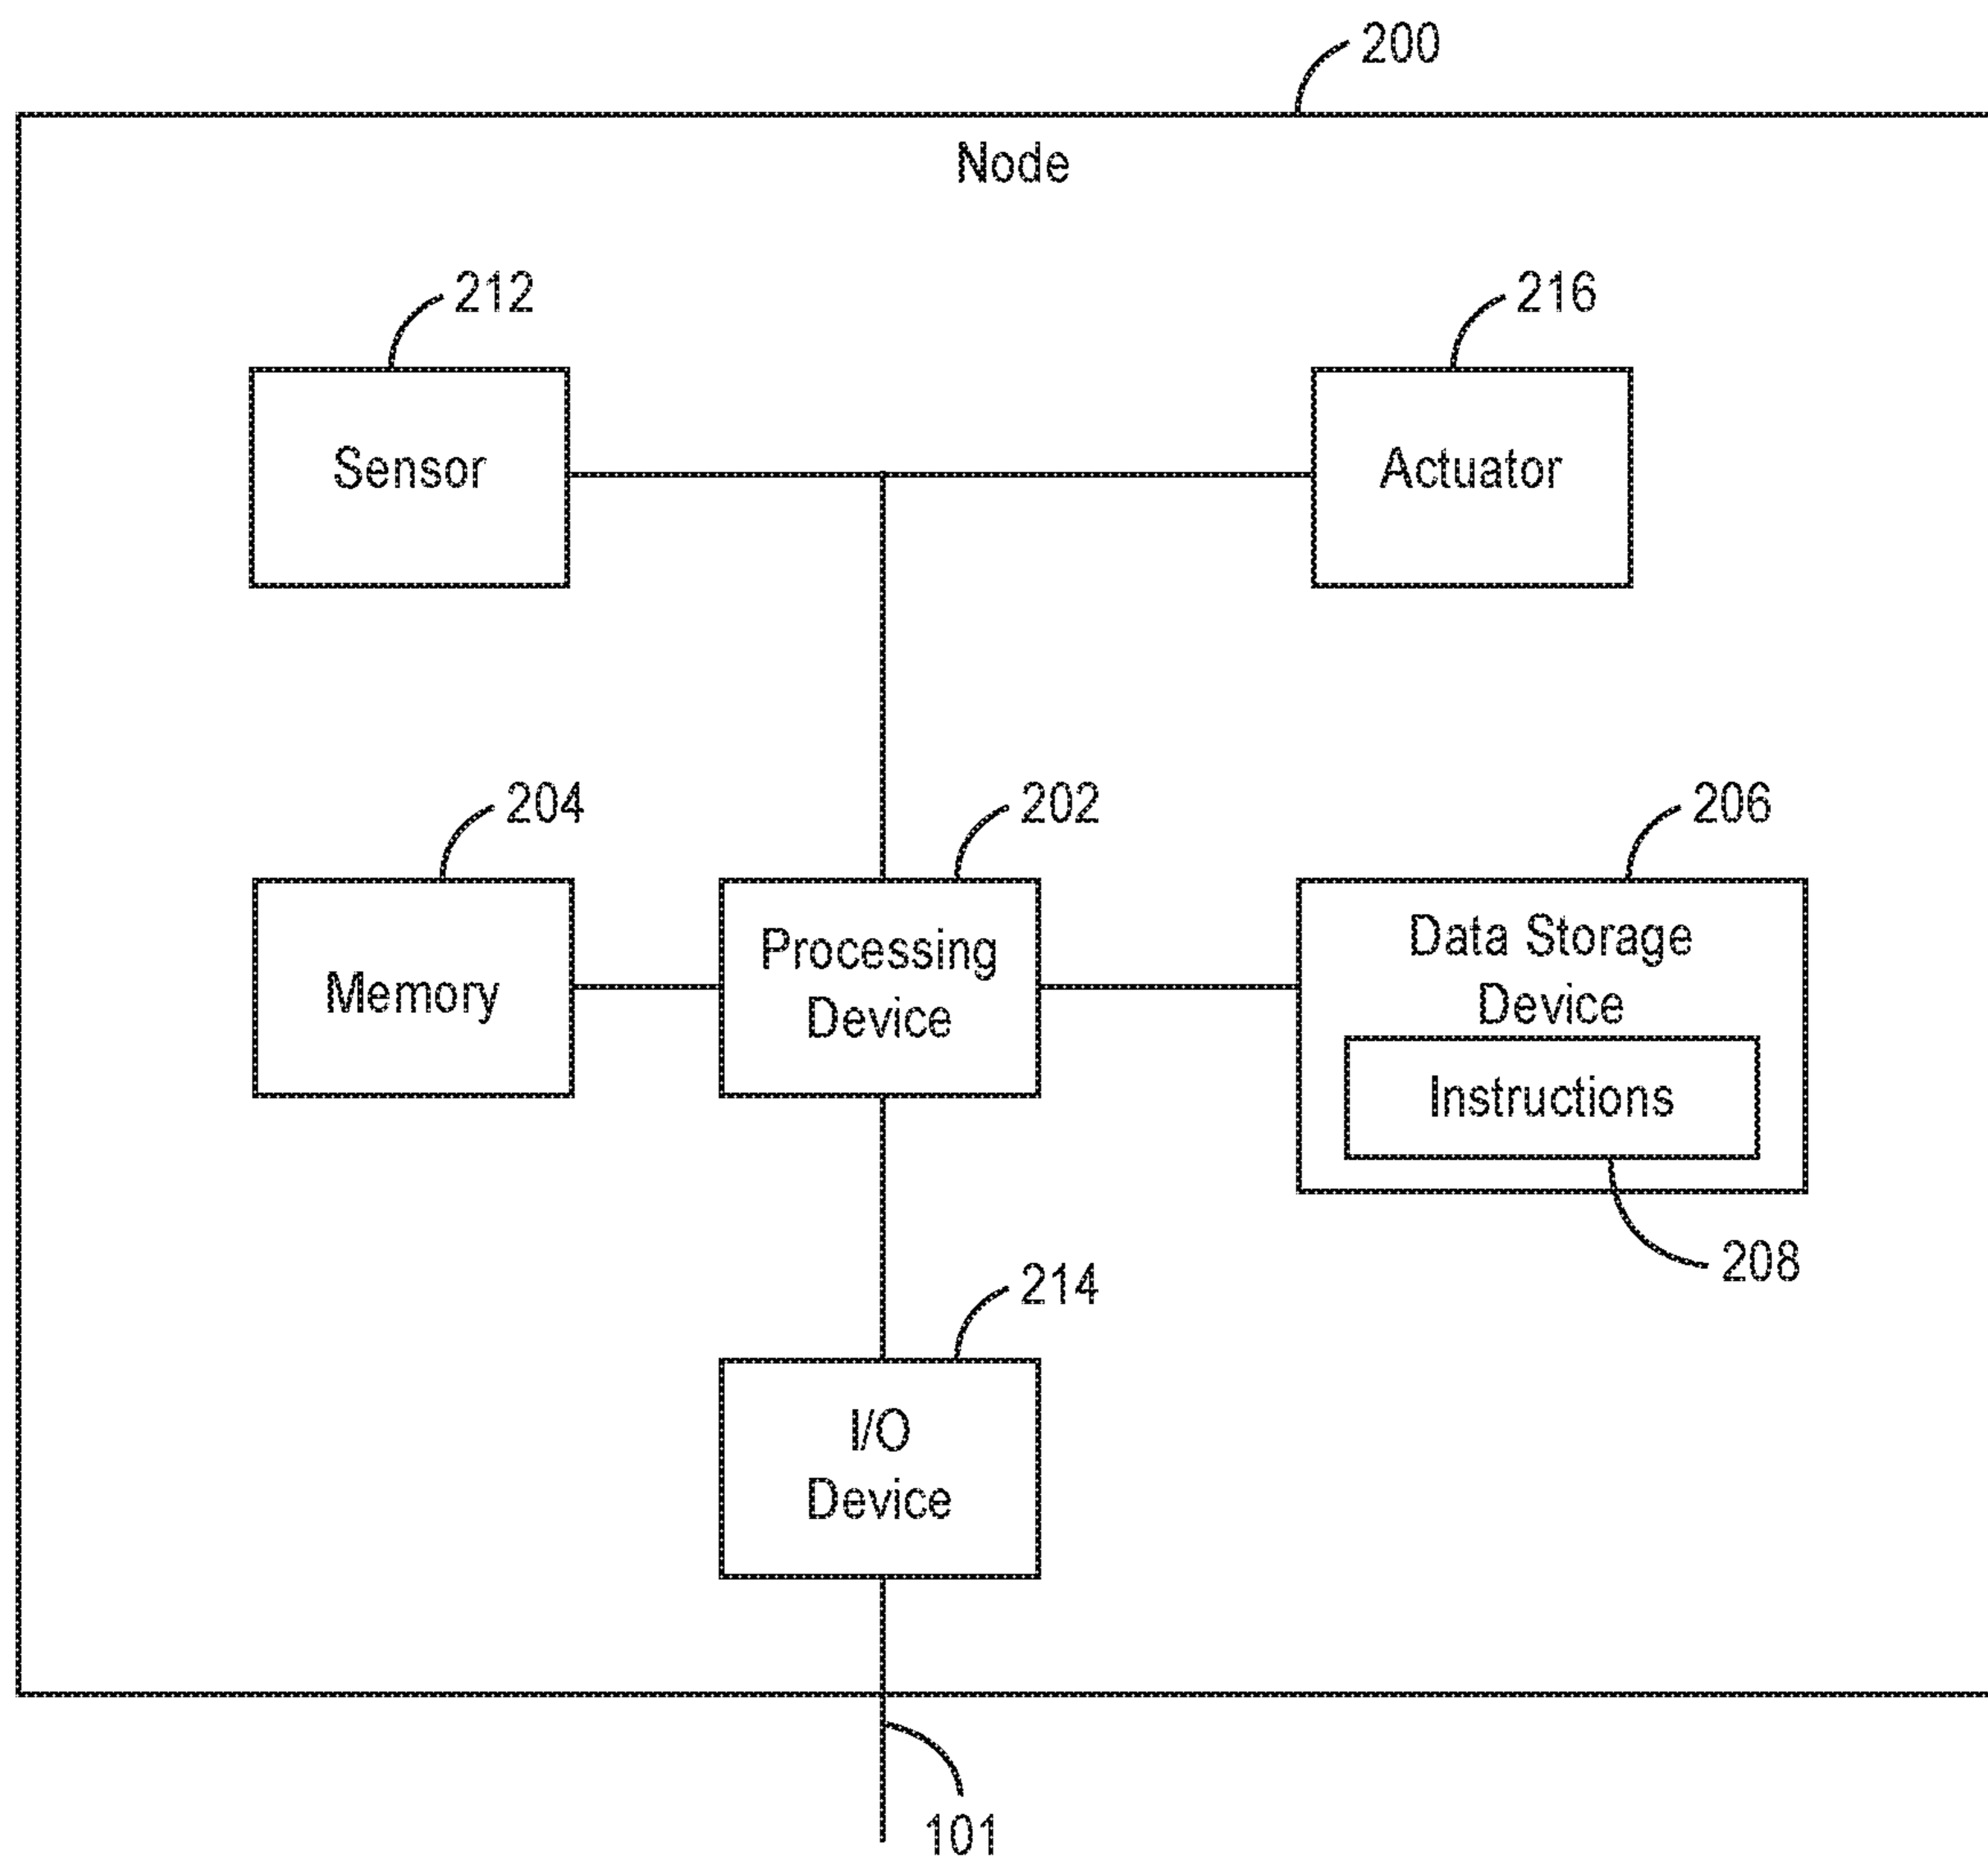 200
Node
212
216
Sensor
Actuator
204
202
206
Memory
Processing
Device
Data Storage
Device
Instructions
208
214
I/O
Device
101